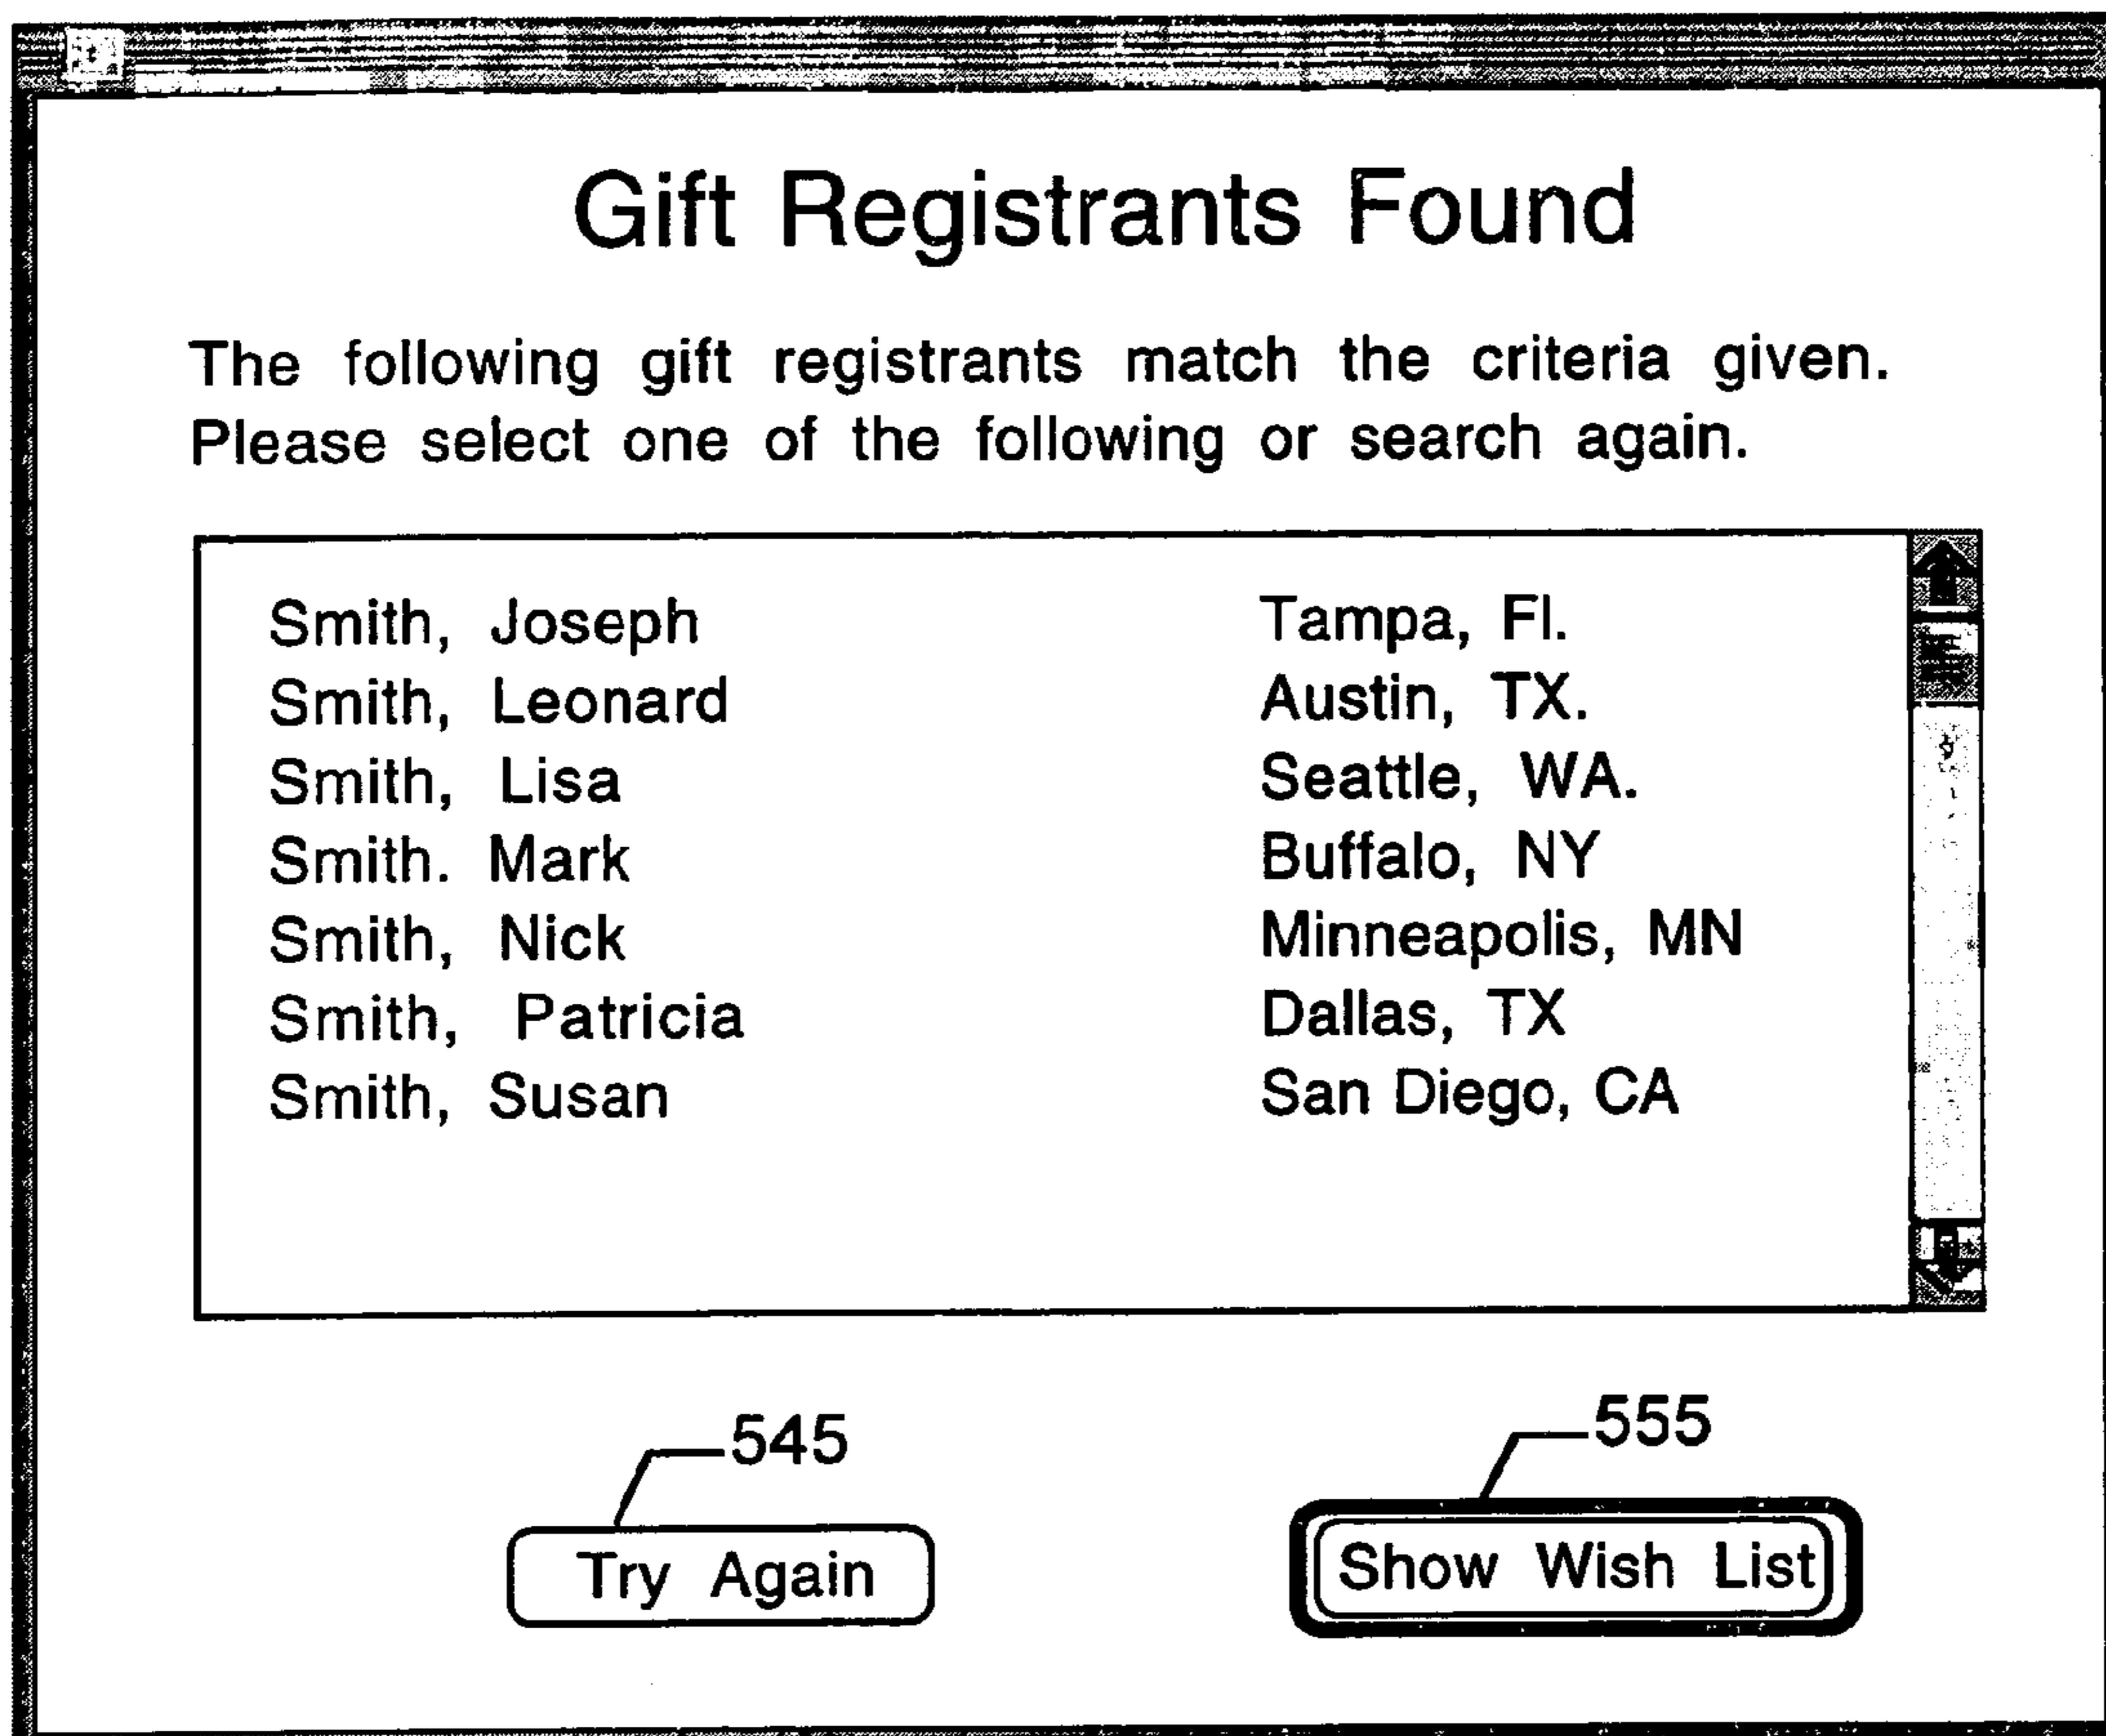 Gift Registrants Found
The following gift registrants match the criteria given.
Please select one of the following or search again.
Smith, Joseph Tampa, Fl.
Smith, Leonard Austin, TX.
Smith, Lisa Seattle, WA.
Smith. Mark Buffalo, NY
Smith, Nick Minneapolis, MN
Smith, Patricia Dallas, TX
Smith, Susan San Diego, CA
545 555
Try Again Show Wish List